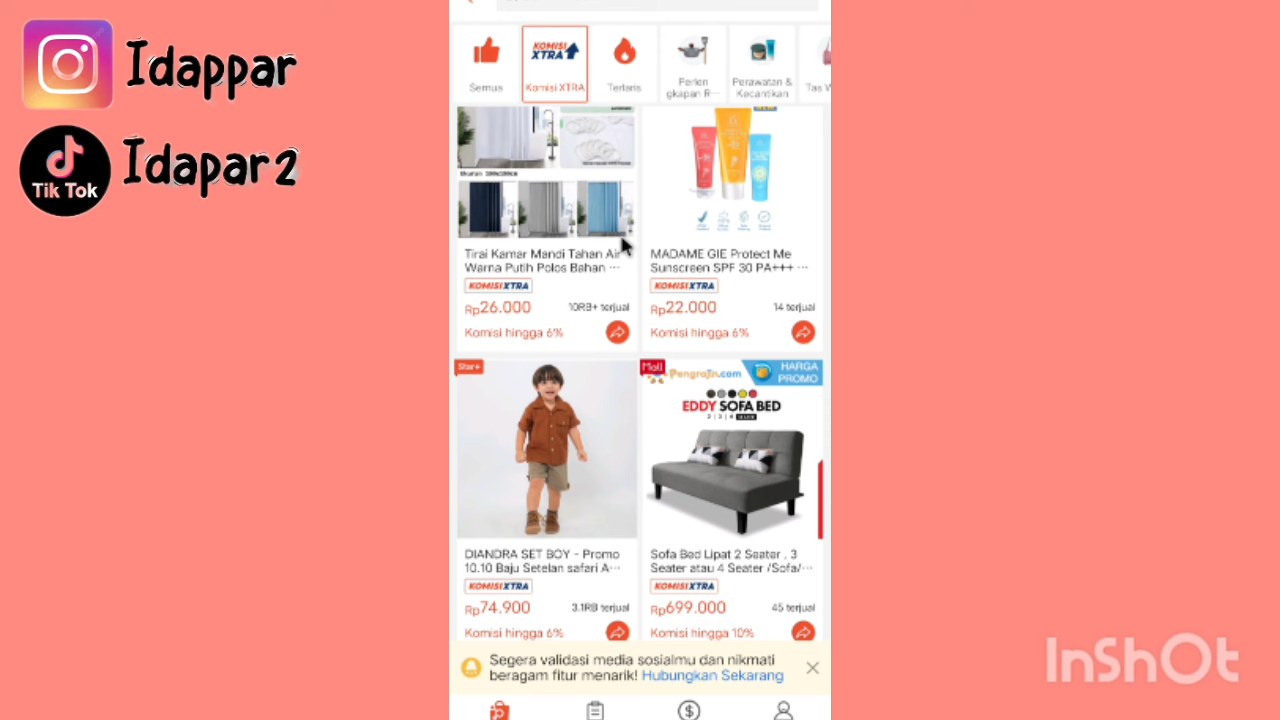 Idappar
Tik Tok
Idapar2
KOMISI
XTRA
Semua
Komisi XTRA
Terlaris
Perlen
gkapan R...
Perawatan &
Kecantikan
Tas W
Tirai Kamar Mandi Tahan Air
Warna Putih Polos Bahan ...
KOMISI XTRA
Rp26.000
10RB+ terjual
Komisi hingga 6%
MADAME GIE Protect Me
Sunscreen SPF 30 PA+++ ...
KOMISI XTRA
Rp22.000
14 terjual
Komisi hingga 6%
Star+
DIANDRA SET BOY - Promo
10.10 Baju Setelan safari A...
KOMISI XTRA
Rp74.900
3.1RB terjual
Komisi hingga 6%
Mall
Pengrajin.com
HARGA
PROMO
EDDY SOFA BED
2 | 3 | 4 SEATER
Sofa Bed Lipat 2 Seater , 3
Seater atau 4 Seater /Sofa/...
KOMISI XTRA
Rp699.000
45 terjual
Komisi hingga 10%
Segera validasi media sosialmu dan nikmati
beragam fitur menarik! Hubungkan Sekarang
InShOt